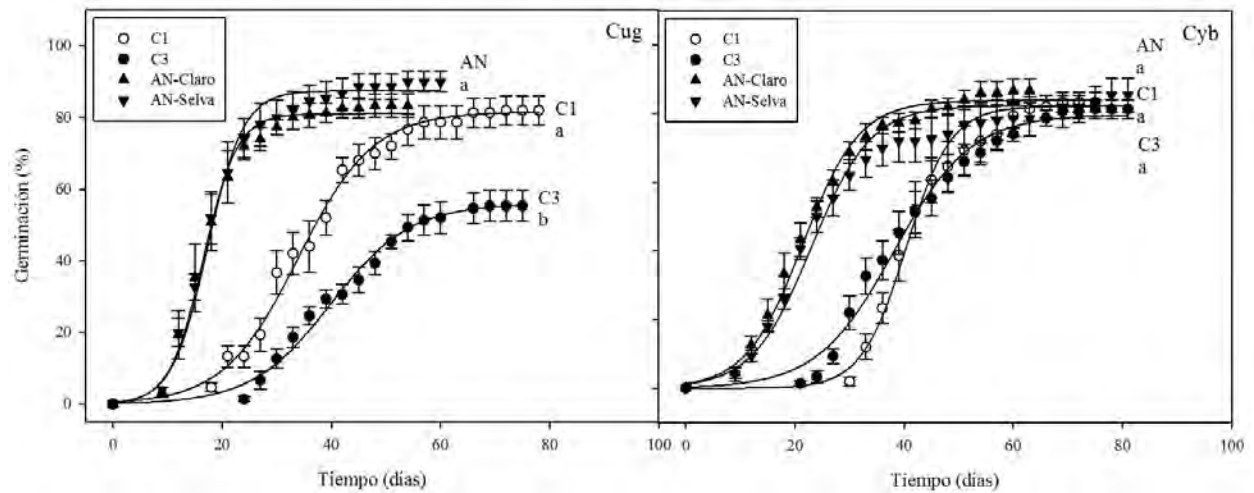 Cug
C1
C3
AN-Claro
AN-Selva
AN
a
C1
a
C3
b
100
80
60
40
20
0
Germinación (%)
0
20
40
60
80
100
Tiempo (días)
Cyb
C1
C3
AN-Claro
AN-Selva
AN
a
C1
a
C3
a
0
20
40
60
80
100
Tiempo (días)